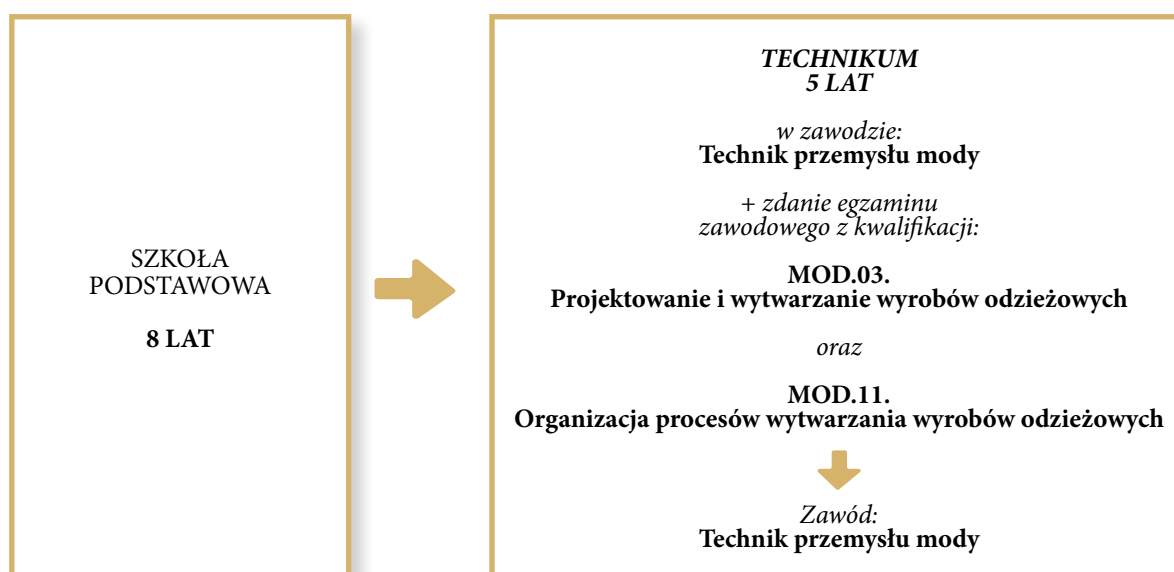 SZKOŁA
PODSTAWOWA
8 LAT
TECHNIKUM
5 LAT
w zawodzie:
Technik przemysłu mody
+ zdanie egzaminu
zawodowego z kwalifikacji:
MOD.03.
Projektowanie i wytwarzanie wyrobów odzieżowych
oraz
MOD.11.
Organizacja procesów wytwarzania wyrobów odzieżowych
Zawód:
Technik przemysłu mody